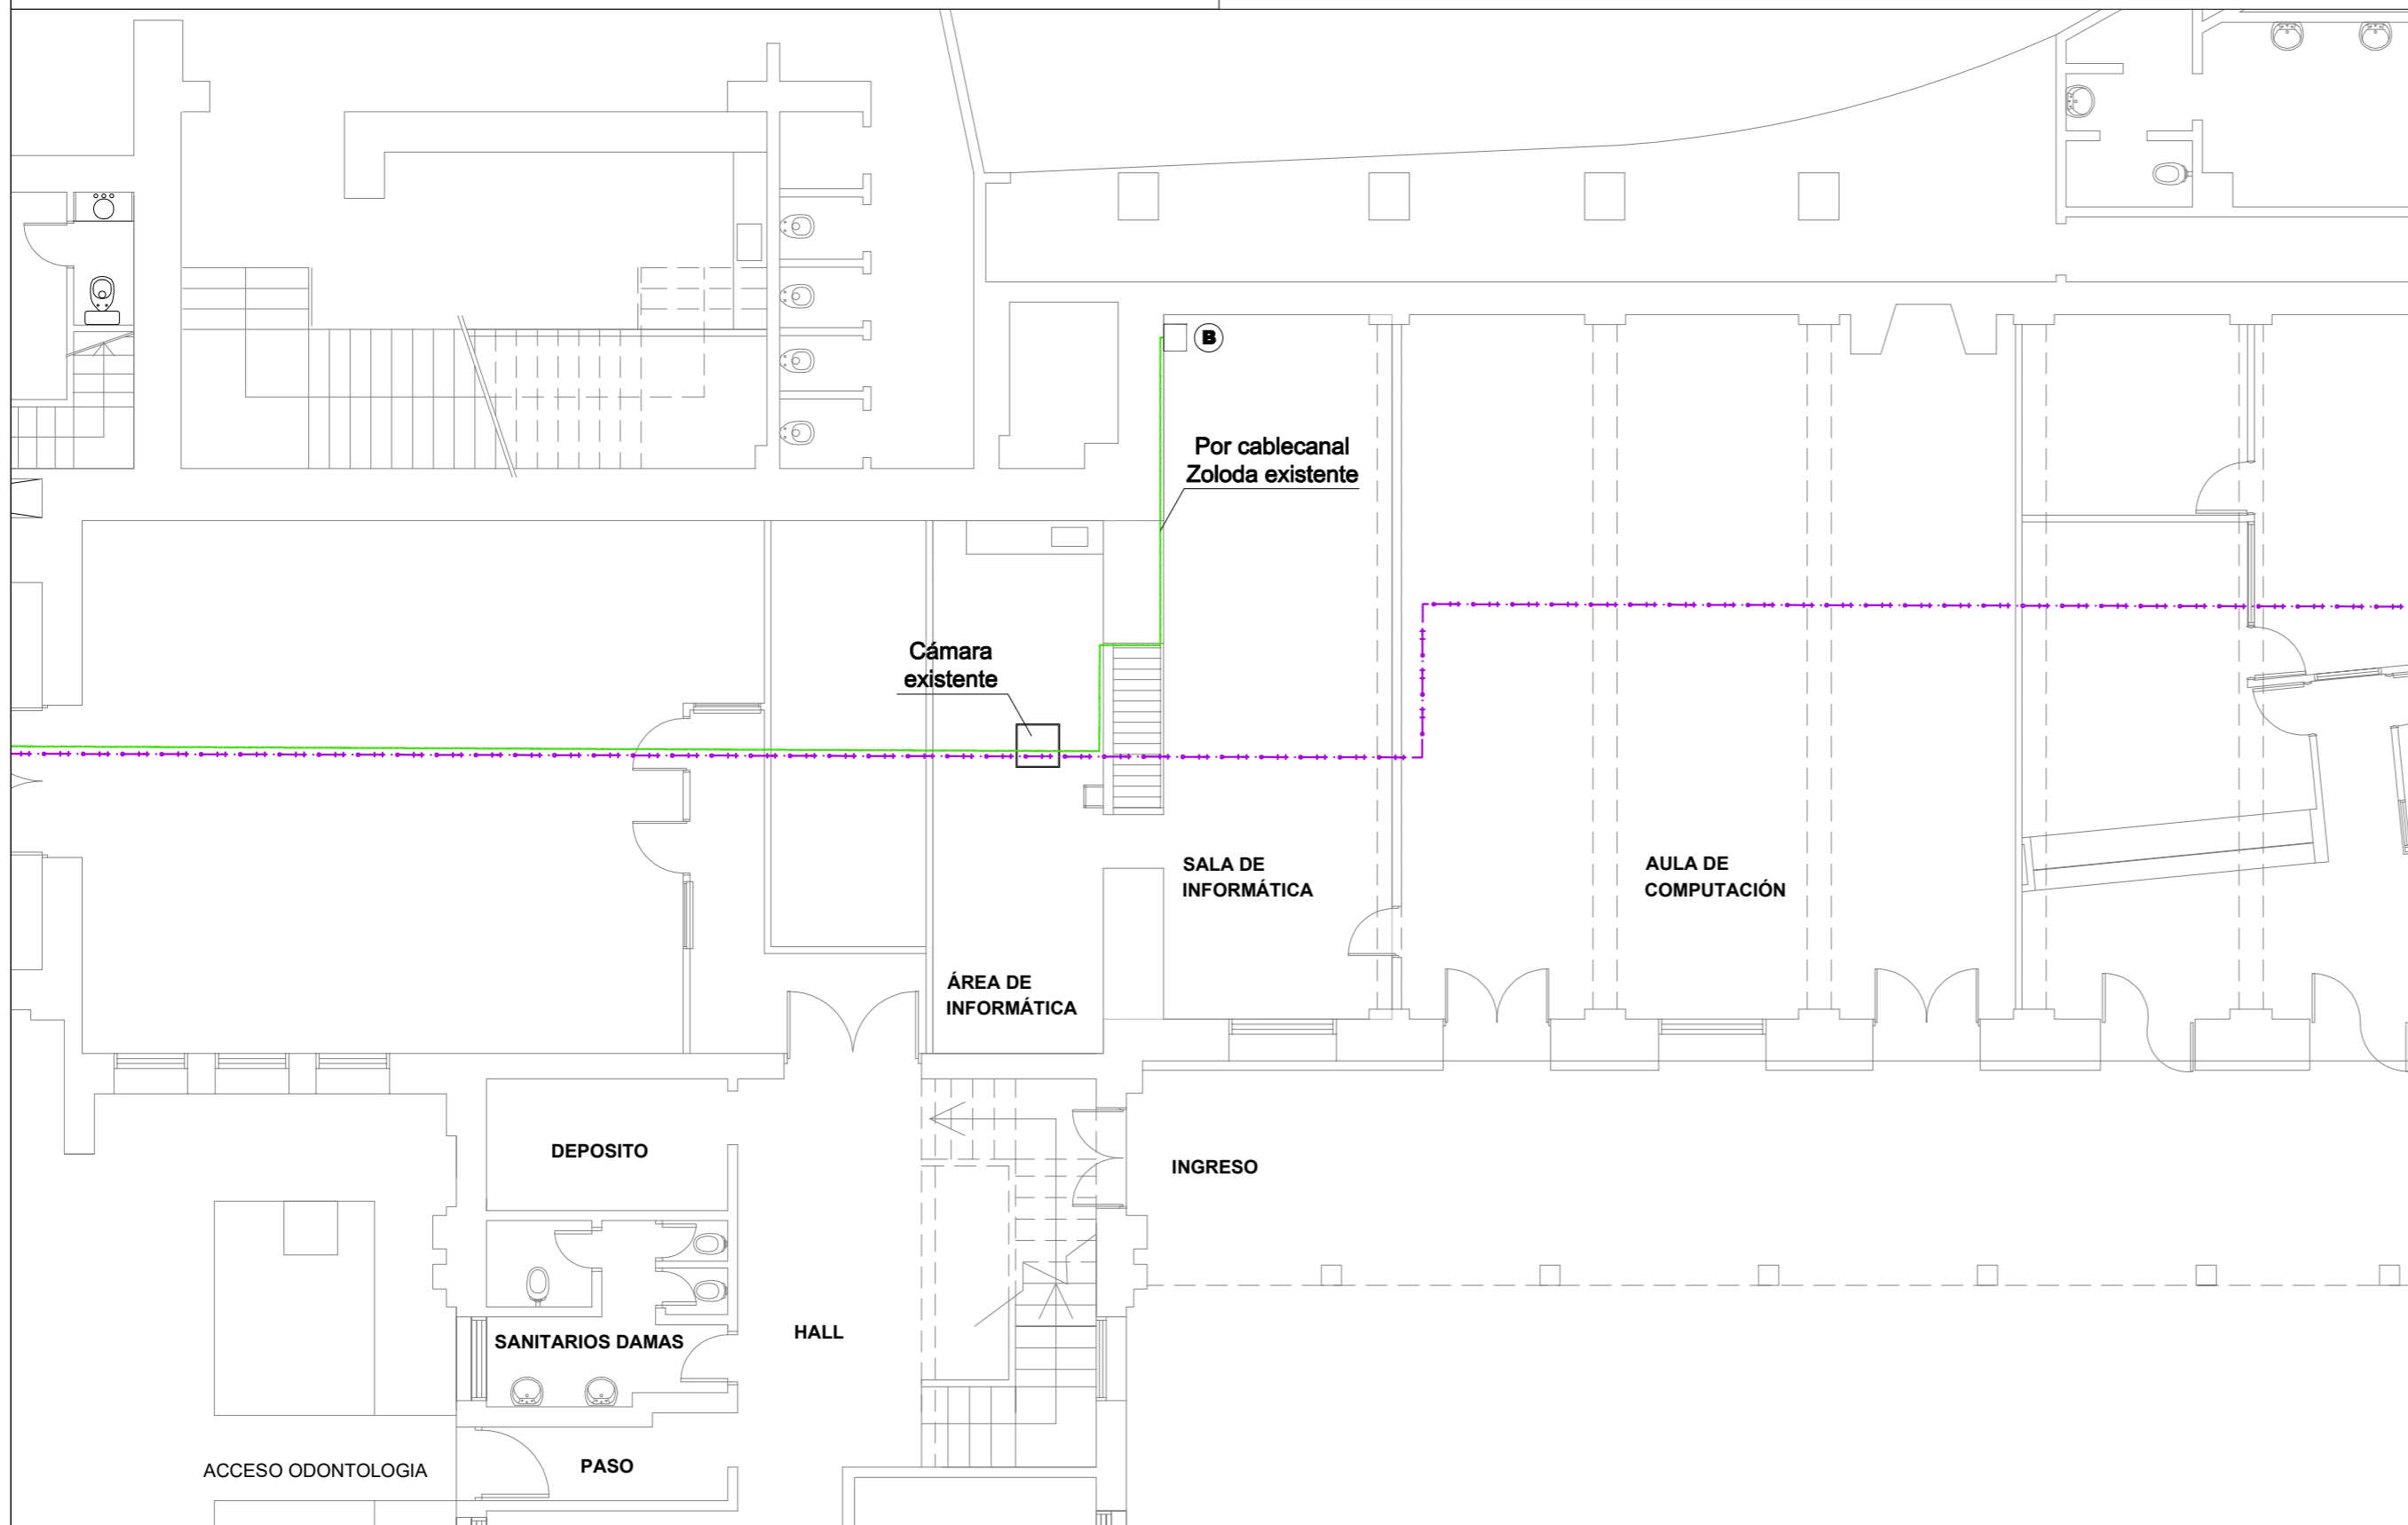 B
Por cablecanal
Zoloda existente
Cámara
existente
SALA DE
INFORMÁTICA
AULA DE
COMPUTACIÓN
ÁREA DE
INFORMÁTICA
DEPOSITO
INGRESO
SANITARIOS DAMAS
HALL
ACCESO ODONTOLOGIA
PASO